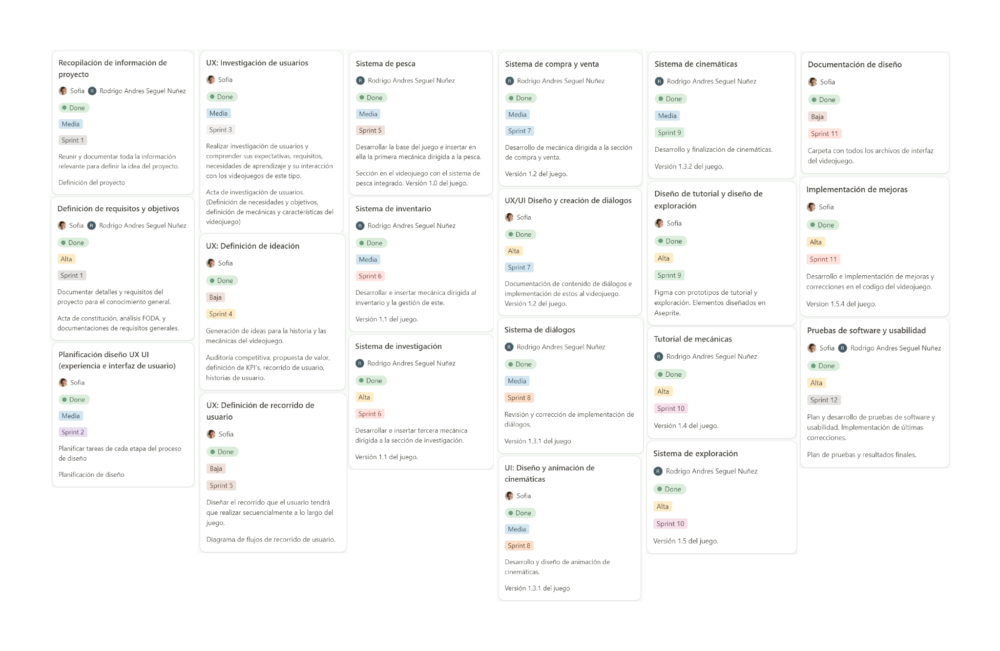 Recopilación de información de
proyecto
Sofia R Rodrigo Andres Seguel Nuñez
Done
Media
Sprint 1
Reunir y documentar toda la información
relevante para definir la idea del proyecto.
Definición del proyecto
Definición de requisitos y objetivos
Sofia R Rodrigo Andres Seguel Nuñez
Done
Alta
Sprint 1
Documentar detalles y requisitos del
proyecto para el conocimiento general.
Acta de constitución, análisis FODA, y
documentaciones de requisitos generales.
Planificación diseño UX UI
(experiencia e interfaz de usuario)
Sofia
Done
Media
Sprint 2
Planificar tareas de cada etapa del proceso
de diseño
Planificación de diseño
UX: Investigación de usuarios
Sofia
Done
Media
Sprint 3
Realizar investigación de usuarios y
comprender sus expectativas, requisitos,
necesidades de aprendizaje y su interacción
con los videojuegos de este tipo.
Acta de investigación de usuarios.
(Definición de necesidades y objetivos,
definición de mecánicas y características del
videojuego)
UX: Definición de ideación
Sofia
Done
Baja
Sprint 4
Generación de ideas para la historia y las
mecánicas del videojuego.
Auditoría competitiva, propuesta de valor,
definición de KPI's, recorrido de usuario,
historias de usuario.
UX: Definición de recorrido de
usuario
Sofia
Done
Baja
Sprint 5
Diseñar el recorrido que el usuario tendrá
que realizar secuencialmente a lo largo del
juego.
Diagrama de flujos de recorrido de usuario.
Sistema de pesca
R Rodrigo Andres Seguel Nuñez
Done
Media
Sprint 5
Desarrollar la base del juego e insertar en
ella la primera mecánica dirigida a la pesca.
Sección en el videojuego con el sistema de
pesca integrado. Versión 1.0 del juego.
Sistema de inventario
R Rodrigo Andres Seguel Nuñez
Done
Media
Sprint 6
Desarrollar e insertar mecánica dirigida al
inventario y la gestión de este.
Versión 1.1 del juego.
Sistema de investigación
R Rodrigo Andres Seguel Nuñez
Done
Alta
Sprint 6
Desarrollar e insertar tercera mecánica
dirigida a la sección de investigación.
Versión 1.1 del juego.
Sistema de compra y venta
R Rodrigo Andres Seguel Nuñez
Done
Media
Sprint 7
Desarrollo de mecánica dirigida a la sección
de compra y venta.
Versión 1.2 del juego.
UX/UI Diseño y creación de diálogos
Sofia
Done
Alta
Sprint 7
Documentación de contenido de diálogos e
implementación de estos al videojuego.
Versión 1.2 del juego.
Sistema de diálogos
R Rodrigo Andres Seguel Nuñez
Done
Media
Sprint 8
Revisión y corrección de implementación de
diálogos.
Versión 1.3.1 del juego
UI: Diseño y animación de
cinemáticas
Sofia
Done
Media
Sprint 8
Desarrollo y diseño de animación de
cinemáticas.
Versión 1.3.1 del juego
Sistema de cinemáticas
R Rodrigo Andres Seguel Nuñez
Done
Media
Sprint 9
Desarrollo y finalización de cinemáticas.
Versión 1.3.2 del juego.
Diseño de tutorial y diseño de
exploración
Sofia
Done
Alta
Sprint 9
Figma con prototipos de tutorial y
exploración. Elementos diseñados en
Aseprite.
Tutorial de mecánicas
R Rodrigo Andres Seguel Nuñez
Done
Alta
Sprint 10
Versión 1.4 del juego.
Sistema de exploración
R Rodrigo Andres Seguel Nuñez
Done
Alta
Sprint 10
Versión 1.5 del juego.
Documentación de diseño
Sofia
Done
Baja
Sprint 11
Carpeta con todos los archivos de interfaz
del videojuego.
Implementación de mejoras
Sofia
Done
Alta
Sprint 11
Desarrollo e implementación de mejoras y
correcciones en el codigo del videojuego.
Version 1.5.4 del juego.
Pruebas de software y usabilidad
Sofia R Rodrigo Andres Seguel Nuñez
Done
Alta
Sprint 12
Plan y desarrollo de pruebas de software y
usabilidad. Implementación de últimas
correcciones.
Plan de pruebas y resultados finales.